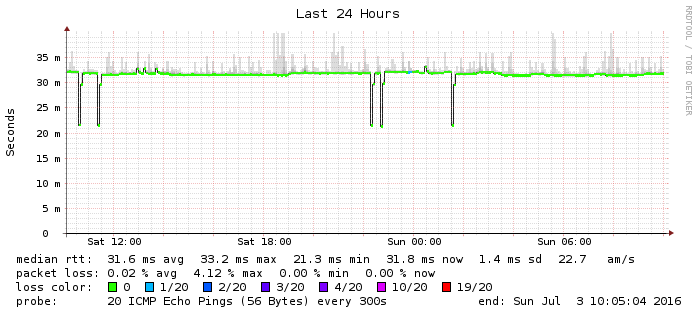 Last 24 Hours
RRDTOOL / TOBI OETIKER
Seconds
35 m
30 m
25 m
20 m
15 m
10 m
5 m
0
Sat 12:00 Sat 18:00 Sun 00:00 Sun 06:00
median rtt: 31.6 ms avg 33.2 ms max 21.3 ms min 31.8 ms now 1.4 ms sd 22.7 am/s
packet loss: 0.02 % avg 4.12 % max 0.00 % min 0.00 % now
loss color: 0 1/20 2/20 3/20 4/20 10/20 19/20
probe: 20 ICMP Echo Pings (56 Bytes) every 300s end: Sun Jul 3 10:05:04 2016